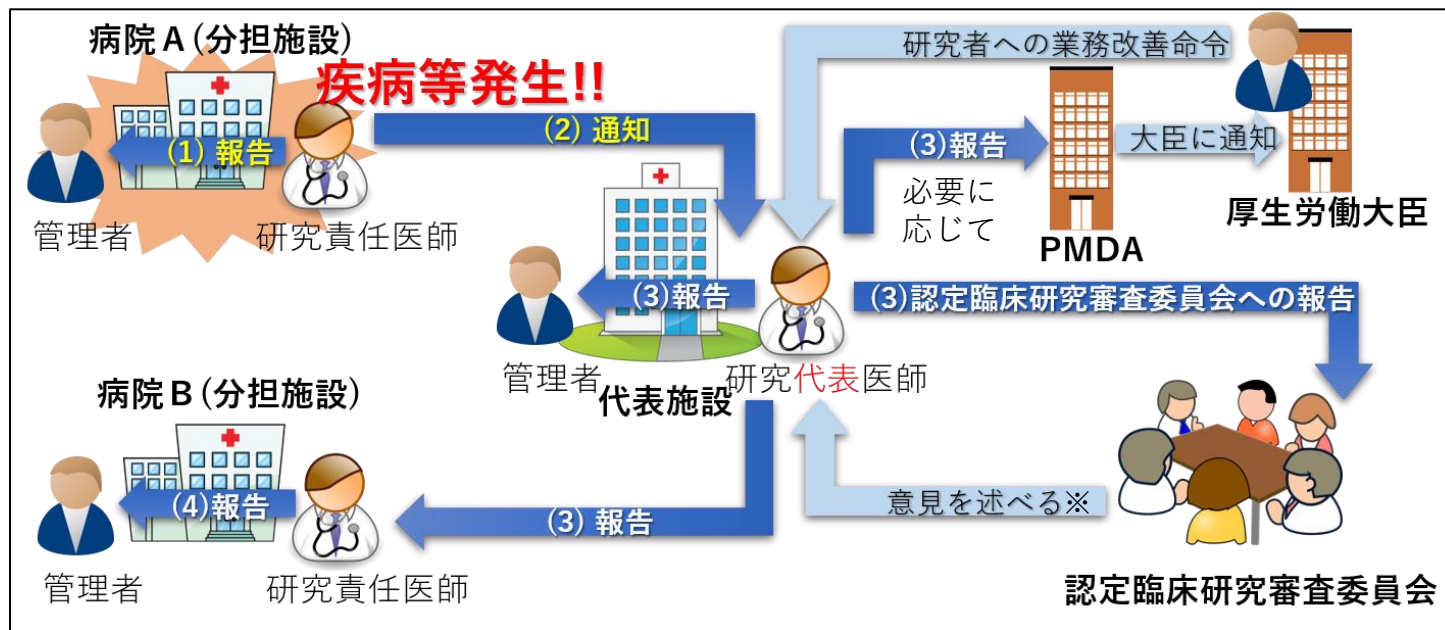 病院A(分担施設)
疾病等発生!!
(1) 報告
管理者
研究責任医師
(2) 通知
研究者への業務改善命令
(3)報告
必要に
応じて
大臣に通知
PMDA
厚生労働大臣
(3)報告
管理者
研究代表医師
代表施設
(3)認定臨床研究審査委員会への報告
病院B(分担施設)
(4)報告
管理者
研究責任医師
(3) 報告
意見を述べる※
認定臨床研究審査委員会